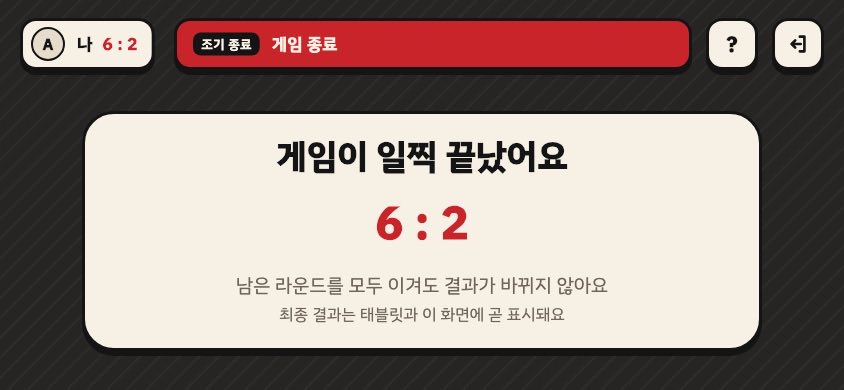 A 나 6 : 2
조기 종료 게임 종료
?
게임이 일찍 끝났어요
6 : 2
남은 라운드를 모두 이겨도 결과가 바뀌지 않아요
최종 결과는 태블릿과 이 화면에 곧 표시돼요